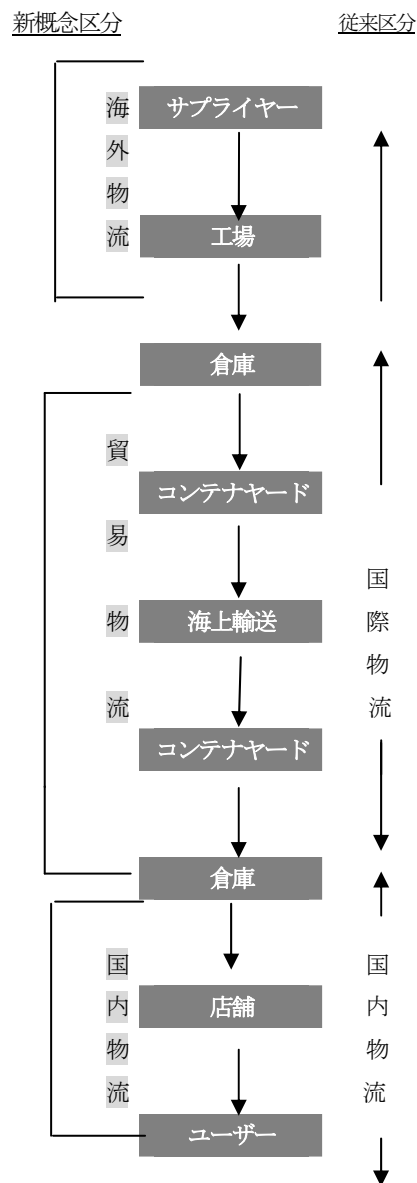 新概念区分
従来区分
海外物流
サプライヤー
工場
倉庫
貿易物流
コンテナヤード
海上輸送
コンテナヤード
国際物流
倉庫
国内物流
店舗
ユーザー
国内物流